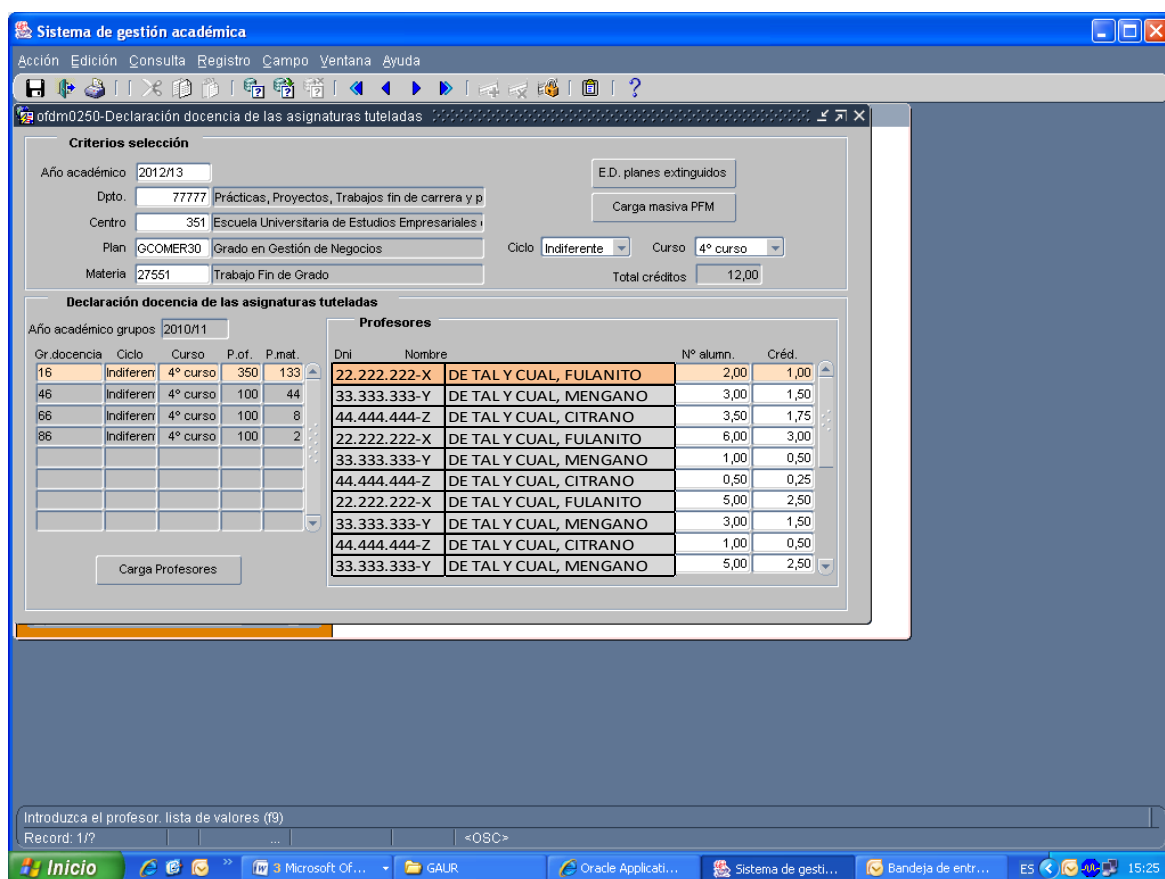 Sistema de gestión académica
Acción Edición Consulta Registro Campo Ventana Ayuda
ofdm0250-Declaración docencia de las asignaturas tuteladas
Criterios selección
Año académico 2012/13 E.D. planes extinguidos
Dpto. 77777 Prácticas, Proyectos, Trabajos fin de carrera y p
Carga masiva PFM
Centro 351 Escuela Universitaria de Estudios Empresariales
Plan GCOMER30 Grado en Gestión de Negocios Ciclo Indiferente Curso 4º curso
Materia 27551 Trabajo Fin de Grado Total créditos 12,00
Declaración docencia de las asignaturas tuteladas
Año académico grupos 2010/11 Profesores
Gr.docencia Ciclo Curso P.of. P.mat. Dni Nombre Nº alumn. Créd.
16 Indiferen 4º curso 350 133 22.222.222-X DE TAL Y CUAL, FULANITO 2,00 1,00
46 Indiferen 4º curso 100 44 33.333.333-Y DE TAL Y CUAL, MENGANO 3,00 1,50
66 Indiferen 4º curso 100 8 44.444.444-Z DE TAL Y CUAL, CITRANO 3,50 1,75
86 Indiferen 4º curso 100 2 22.222.222-X DE TAL Y CUAL, FULANITO 6,00 3,00
33.333.333-Y DE TAL Y CUAL, MENGANO 1,00 0,50
44.444.444-Z DE TAL Y CUAL, CITRANO 0,50 0,25
22.222.222-X DE TAL Y CUAL, FULANITO 5,00 2,50
33.333.333-Y DE TAL Y CUAL, MENGANO 3,00 1,50
44.444.444-Z DE TAL Y CUAL, CITRANO 1,00 0,50
33.333.333-Y DE TAL Y CUAL, MENGANO 5,00 2,50
Carga Profesores
Introduzca el profesor. lista de valores (f9)
Record: 1/? ... <OSC>
Inicio » 3 Microsoft Of... GAUR Oracle Applicati... Sistema de gesti... Bandeja de entr... ES 15:25